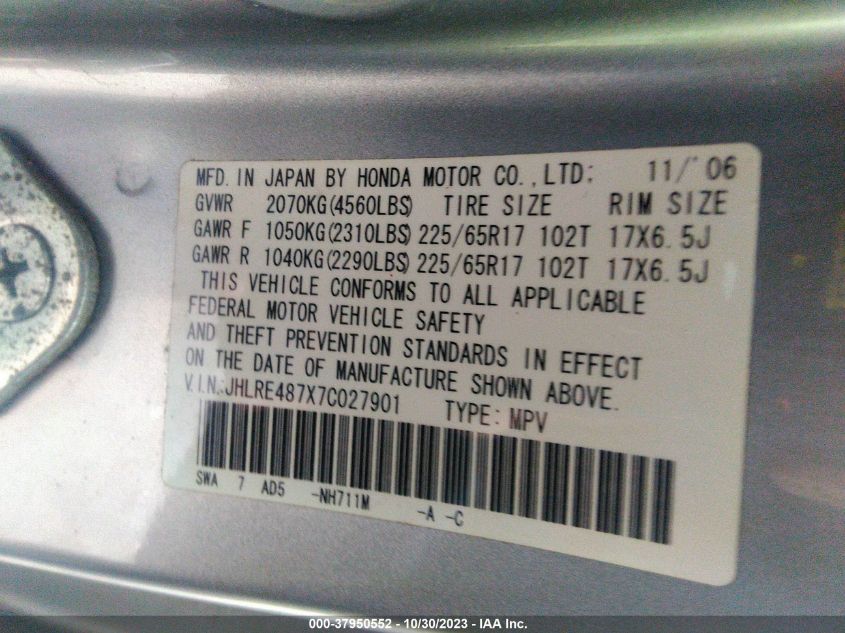 MFD. IN JAPAN BY HONDA MOTOR CO., LTD: 11/'06
GVWR 2070KG(4560LBS) TIRE SIZE RIM SIZE
GAWR F 1050KG(2310LBS) 225/65R17 102T 17X6.5J
GAWR R 1040KG(2290LBS) 225/65R17 102T 17X6.5J
THIS VEHICLE CONFORMS TO ALL APPLICABLE
FEDERAL MOTOR VEHICLE SAFETY
AND THEFT PREVENTION STANDARDS IN EFFECT
ON THE DATE OF MANUFACTURE SHOWN ABOVE.
V.I.N.:JHLRE487X7C027901 TYPE: MPV
SWA 7 AD5 -NH711M -A -C
000-37950552 - 10/30/2023 - IAA Inc.